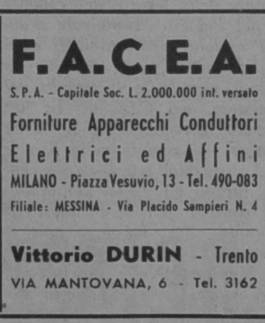 F.A.C.E.A.
S.P.A. - Capitale Soc. L. 2.000.000 int. versato
Forniture Apparecchi Conduttori
Elettrici ed Affini
MILANO - Piazza Vesuvio, 13 - Tel. 490-083
Filiale: MESSINA - Via Placido Sampieri N. 4
Vittorio DURIN - Trento
VIA MANTOVANA, 6 - Tel. 3162